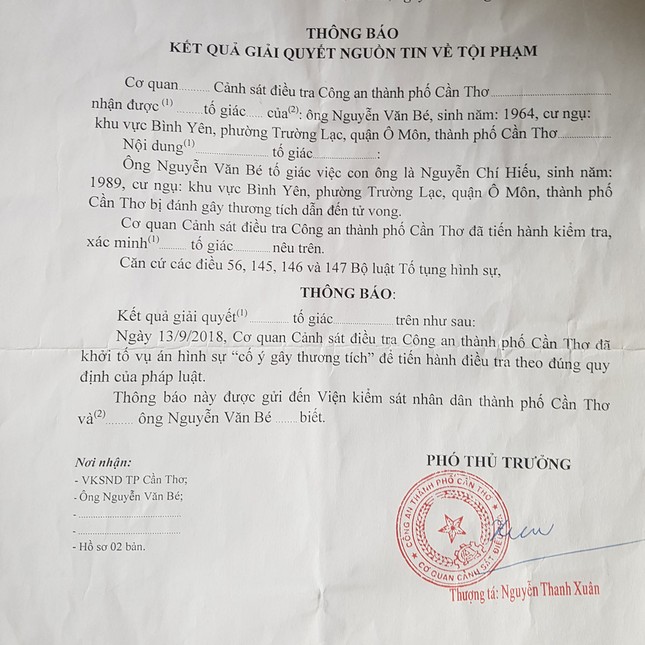 THÔNG BÁO
KẾT QUẢ GIẢI QUYẾT NGUỒN TIN VỀ TỘI PHẠM
Cơ quan.......... Cảnh sát điều tra Công an thành phố Cần Thơ
nhận được (1) .........tố giác...... của(2): ông Nguyễn Văn Bé, sinh năm: 1964, cư ngụ:
khu vực Bình Yên, phường Trường Lạc, quận Ô Môn, thành phố Cần Thơ
Nội dung(1)........................... tố giác..................:
Ông Nguyễn Văn Bé tố giác việc con ông là Nguyễn Chí Hiếu, sinh năm:
1989, cư ngụ: khu vực Bình Yên, phường Trường Lạc, quận Ô Môn, thành phố
Cần Thơ bị đánh gây thương tích dẫn đến tử vong.
Cơ quan Cảnh sát điều tra Công an thành phố Cần Thơ đã tiến hành kiểm tra,
xác minh(1)......... tố giác............ nêu trên.
Căn cứ các điều 56, 145, 146 và 147 Bộ luật Tố tụng hình sự,
THÔNG BÁO:
Kết quả giải quyết(1)............ tố giác..................trên như sau:
Ngày 13/9/2018, Cơ quan Cảnh sát điều tra Công an thành phố Cần Thơ đã
khởi tố vụ án hình sự “cố ý gây thương tích” để tiến hành điều tra theo đúng quy
định của pháp luật.
Thông báo này được gửi đến Viện kiểm sát nhân dân thành phố Cần Thơ
và(2)......... ông Nguyễn Văn Bé .......biết.
Nơi nhận:
- VKSND TP Cần Thơ;
- Ông Nguyễn Văn Bé;
-
-
- Hồ sơ 02 bản.
PHÓ THỦ TRƯỞNG
CÔNG AN THÀNH PHỐ CẦN THƠ
CƠ QUAN CẢNH SÁT ĐIỀU
Thượng tá: Nguyễn Thanh Xuân